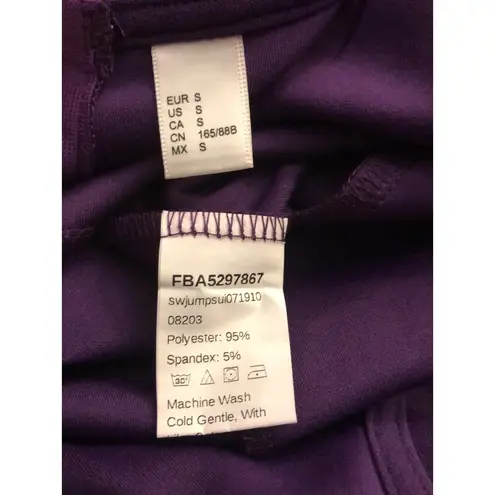 EUR S
US S
CA S
CN 165/88B
MX S
FBA5297867
swjumpsui071910
08203
Polyester: 95%
Spandex: 5%
30°
Machine Wash
Cold Gentle, With